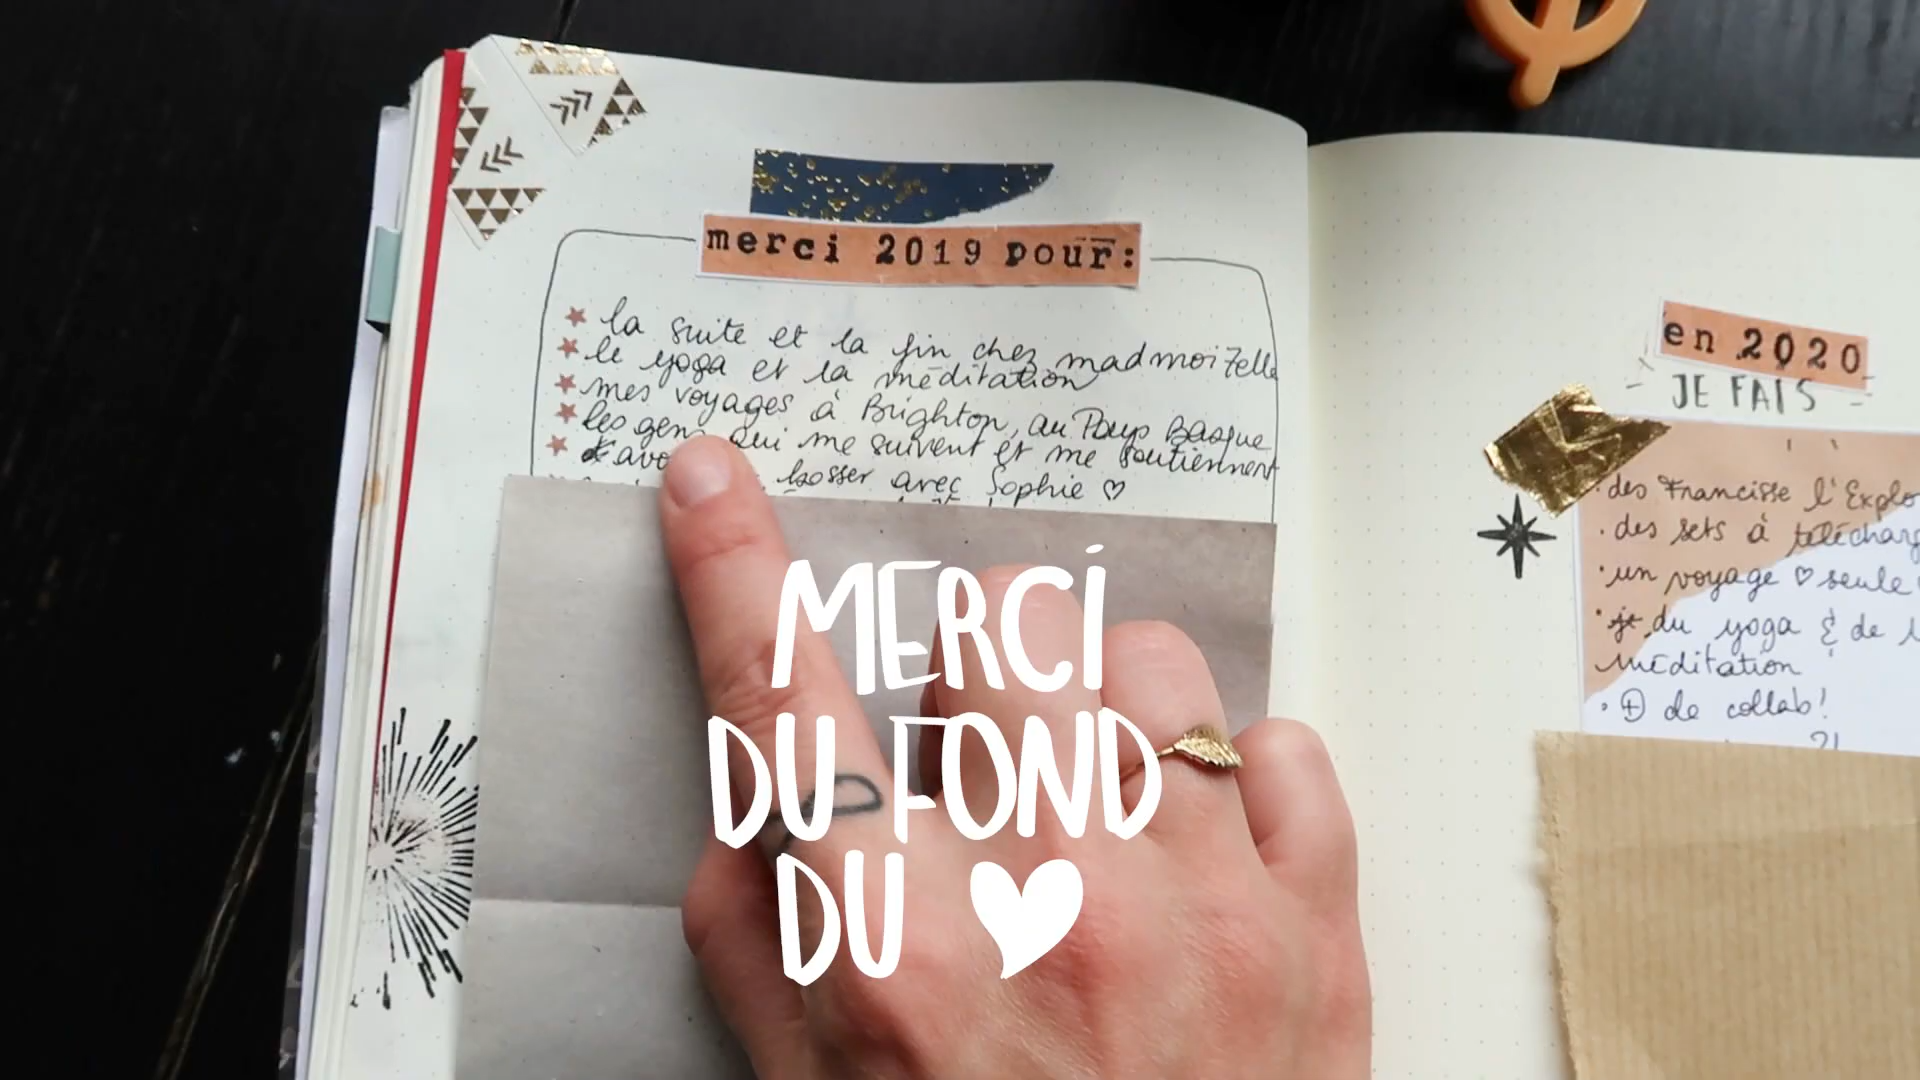 merci 2019 pour:
la suite et la fin chez madmoiZelle
le yoga et la méditation
mes voyages à Brighton, au Pays Basque
les gens qui me suivent et me soutiennent
bosser avec Sophie ♡
MERCI
DU FOND
DU ♥
en 2020
JE FAIS
· des Francisse l'Explo
· des sets à télécharg
· un voyage ♡ seule
· je du yoga & de l
méditation
· ⊕ de collab!
?!